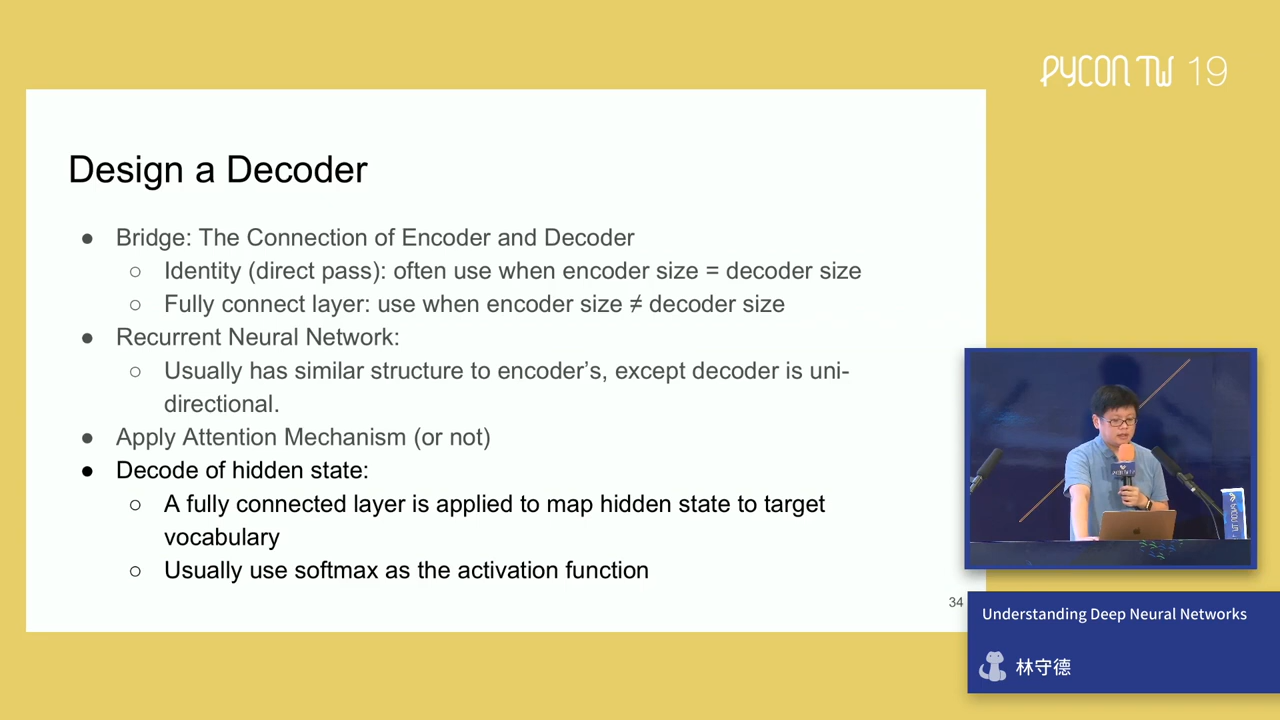 PYCON TW 19
Design a Decoder
● Bridge: The Connection of Encoder and Decoder
○ Identity (direct pass): often use when encoder size = decoder size
○ Fully connect layer: use when encoder size ≠ decoder size
● Recurrent Neural Network:
○ Usually has similar structure to encoder’s, except decoder is uni-
directional.
● Apply Attention Mechanism (or not)
● Decode of hidden state:
○ A fully connected layer is applied to map hidden state to target
vocabulary
○ Usually use softmax as the activation function
34
Understanding Deep Neural Networks
林守德